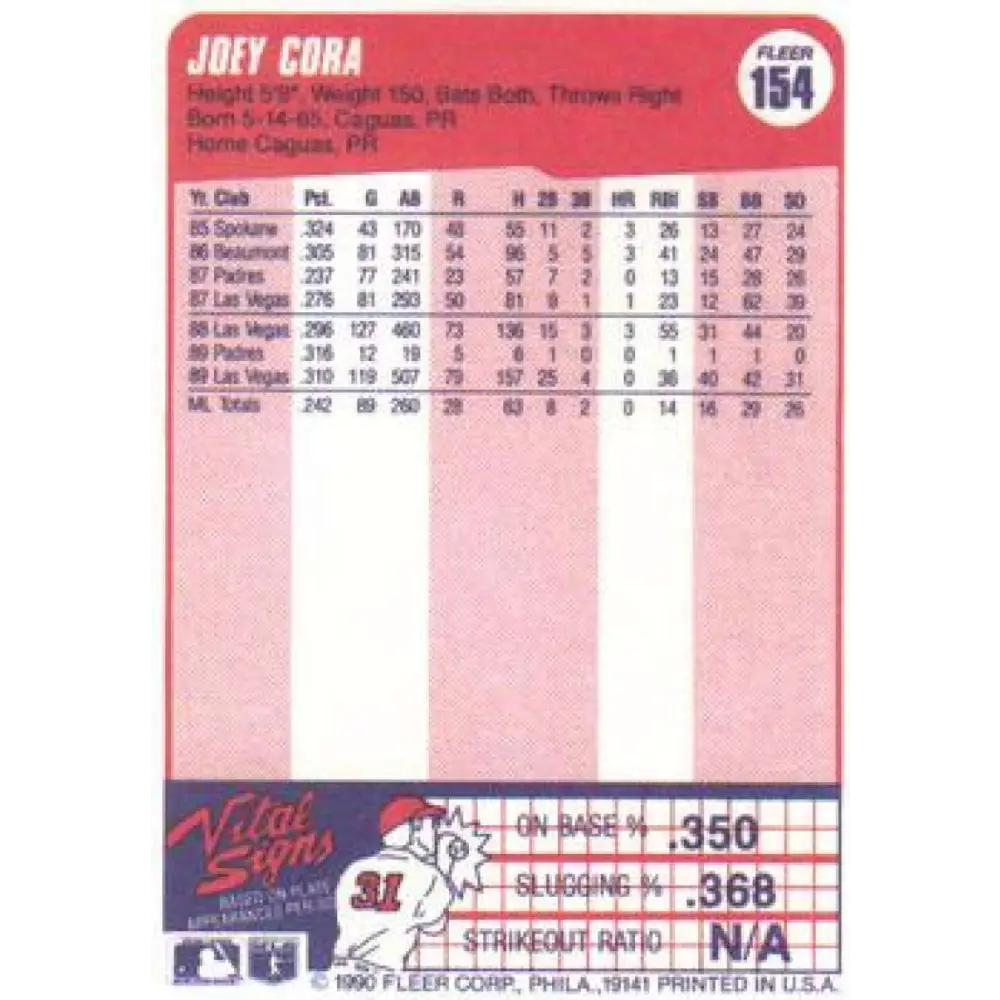 JOEY CORA
FLEER
154
Height 5'8", Weight 150, Bats Both, Throws Right
Born 5-14-65, Caguas, PR
Home Caguas, PR
Yr. Club Pct. G AB R H 2B 3B HR RBI SB BB SO
85 Spokane .324 43 170 48 55 11 2 3 26 13 27 24
86 Beaumont .305 81 315 54 96 5 5 3 41 24 47 29
87 Padres .237 77 241 23 57 7 2 0 13 15 28 26
87 Las Vegas .276 81 293 50 81 9 1 1 23 12 62 39
88 Las Vegas .296 127 460 73 136 15 3 3 55 31 44 20
89 Padres .316 12 19 5 6 1 0 0 1 1 1 0
89 Las Vegas .310 119 507 79 157 25 4 0 36 40 42 31
ML Totals .242 89 260 28 63 8 2 0 14 16 29 26
Vital Signs
BASED ON PLATE
APPEARANCES PER
31
ON BASE % .350
SLUGGING % .368
STRIKEOUT RATIO N/A
© 1990 FLEER CORP., PHILA.,19141 PRINTED IN U.S.A.